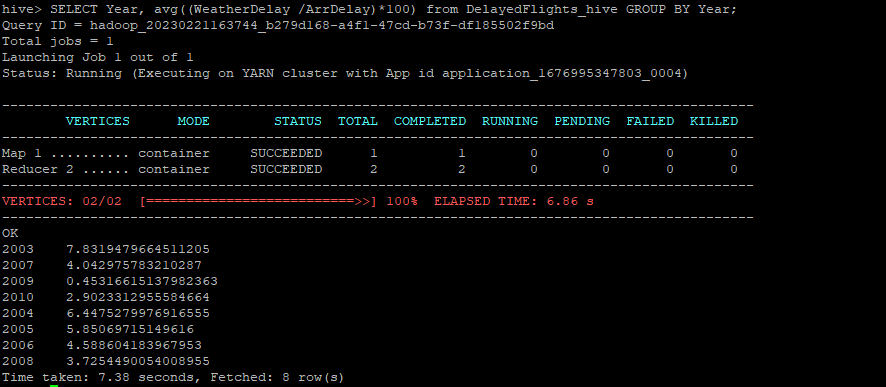 hive> SELECT Year, avg((WeatherDelay /ArrDelay)*100) from DelayedFlights_hive GROUP BY Year;
Query ID = hadoop_20230221163744_b279d168-a4f1-47cd-b73f-df185502f9bd
Total jobs = 1
Launching Job 1 out of 1
Status: Running (Executing on YARN cluster with App id application_1676995347803_0004)
----------------------------------------------------------------------------------------------
VERTICES MODE STATUS TOTAL COMPLETED RUNNING PENDING FAILED KILLED
----------------------------------------------------------------------------------------------
Map 1 .......... container SUCCEEDED 1 1 0 0 0 0
Reducer 2 ...... container SUCCEEDED 2 2 0 0 0 0
----------------------------------------------------------------------------------------------
VERTICES: 02/02 [==========================>>] 100% ELAPSED TIME: 6.86 s
----------------------------------------------------------------------------------------------
OK
2003 7.8319479664511205
2007 4.042975783210287
2009 0.45316615137982363
2010 2.9023312955584664
2004 6.4475279976916555
2005 5.85069715149616
2006 4.588604183967953
2008 3.7254490054008955
Time taken: 7.38 seconds, Fetched: 8 row(s)